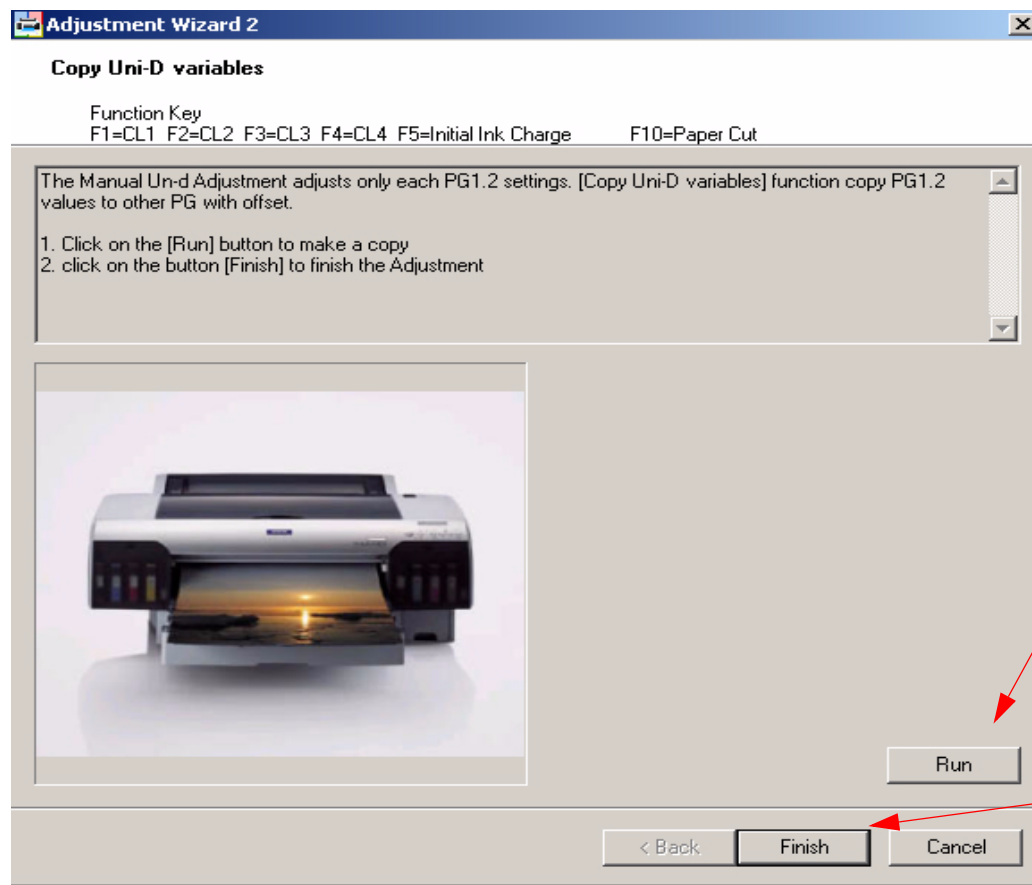 Adjustment Wizard 2
Copy Uni-D variables
Function Key
F1=CL1 F2=CL2 F3=CL3 F4=CL4 F5=Initial Ink Charge F10=Paper Cut
The Manual Un-d Adjustment adjusts only each PG1.2 settings. [Copy Uni-D variables] function copy PG1.2
values to other PG with offset.
1. Click on the [Run] button to make a copy
2. click on the button [Finish] to finish the Adjustment
Run
< Back
Finish
Cancel